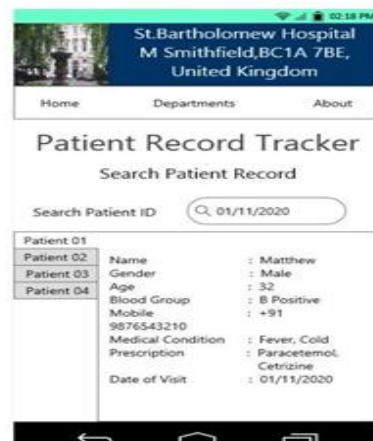 02:18 PM
St.Bartholomew Hospital
M Smithfield,BC1A 7BE,
United Kingdom
Home Departments About
Patient Record Tracker
Search Patient Record
Search Patient ID 01/11/2020
Patient 01
Patient 02
Patient 03
Patient 04
Name : Matthew
Gender : Male
Age : 32
Blood Group : B Positive
Mobile : +91
9876543210
Medical Condition : Fever, Cold
Prescription : Paracetemol,
Cetrizine
Date of Visit : 01/11/2020